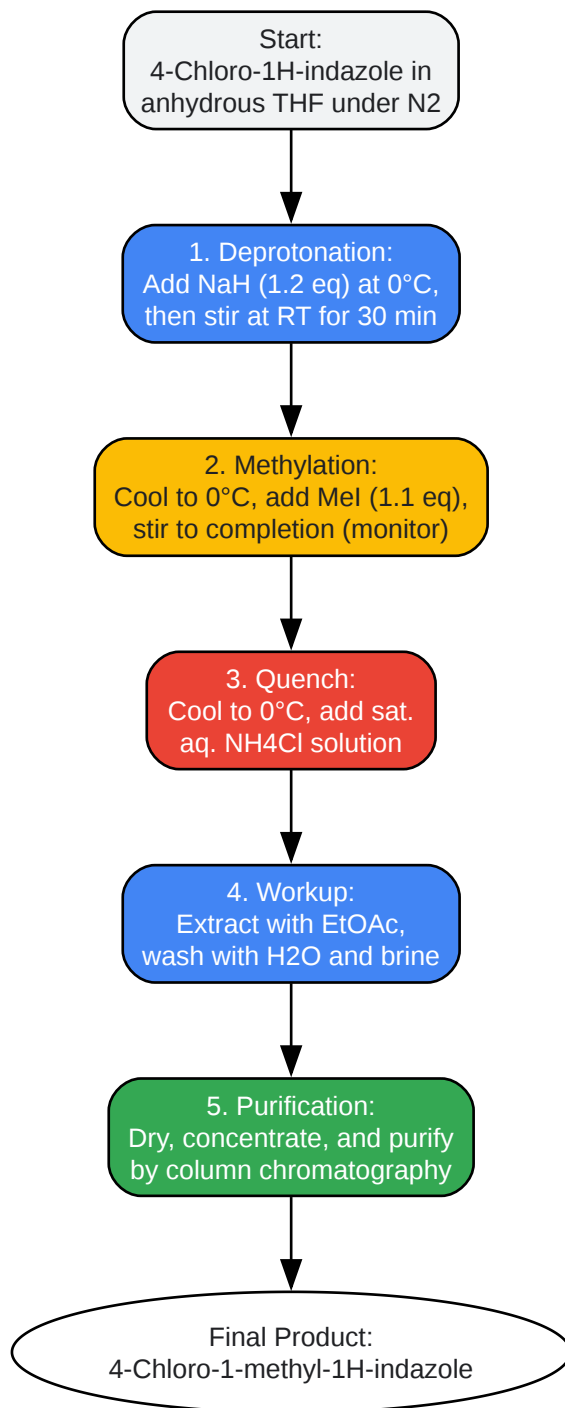 Start:
4-Chloro-1H-indazole in
anhydrous THF under N2
1. Deprotonation:
Add NaH (1.2 eq) at 0°C,
then stir at RT for 30 min
2. Methylation:
Cool to 0°C, add MeI (1.1 eq),
stir to completion (monitor)
3. Quench:
Cool to 0°C, add sat.
aq. NH4Cl solution
4. Workup:
Extract with EtOAc,
wash with H2O and brine
5. Purification:
Dry, concentrate, and purify
by column chromatography
Final Product:
4-Chloro-1-methyl-1H-indazole